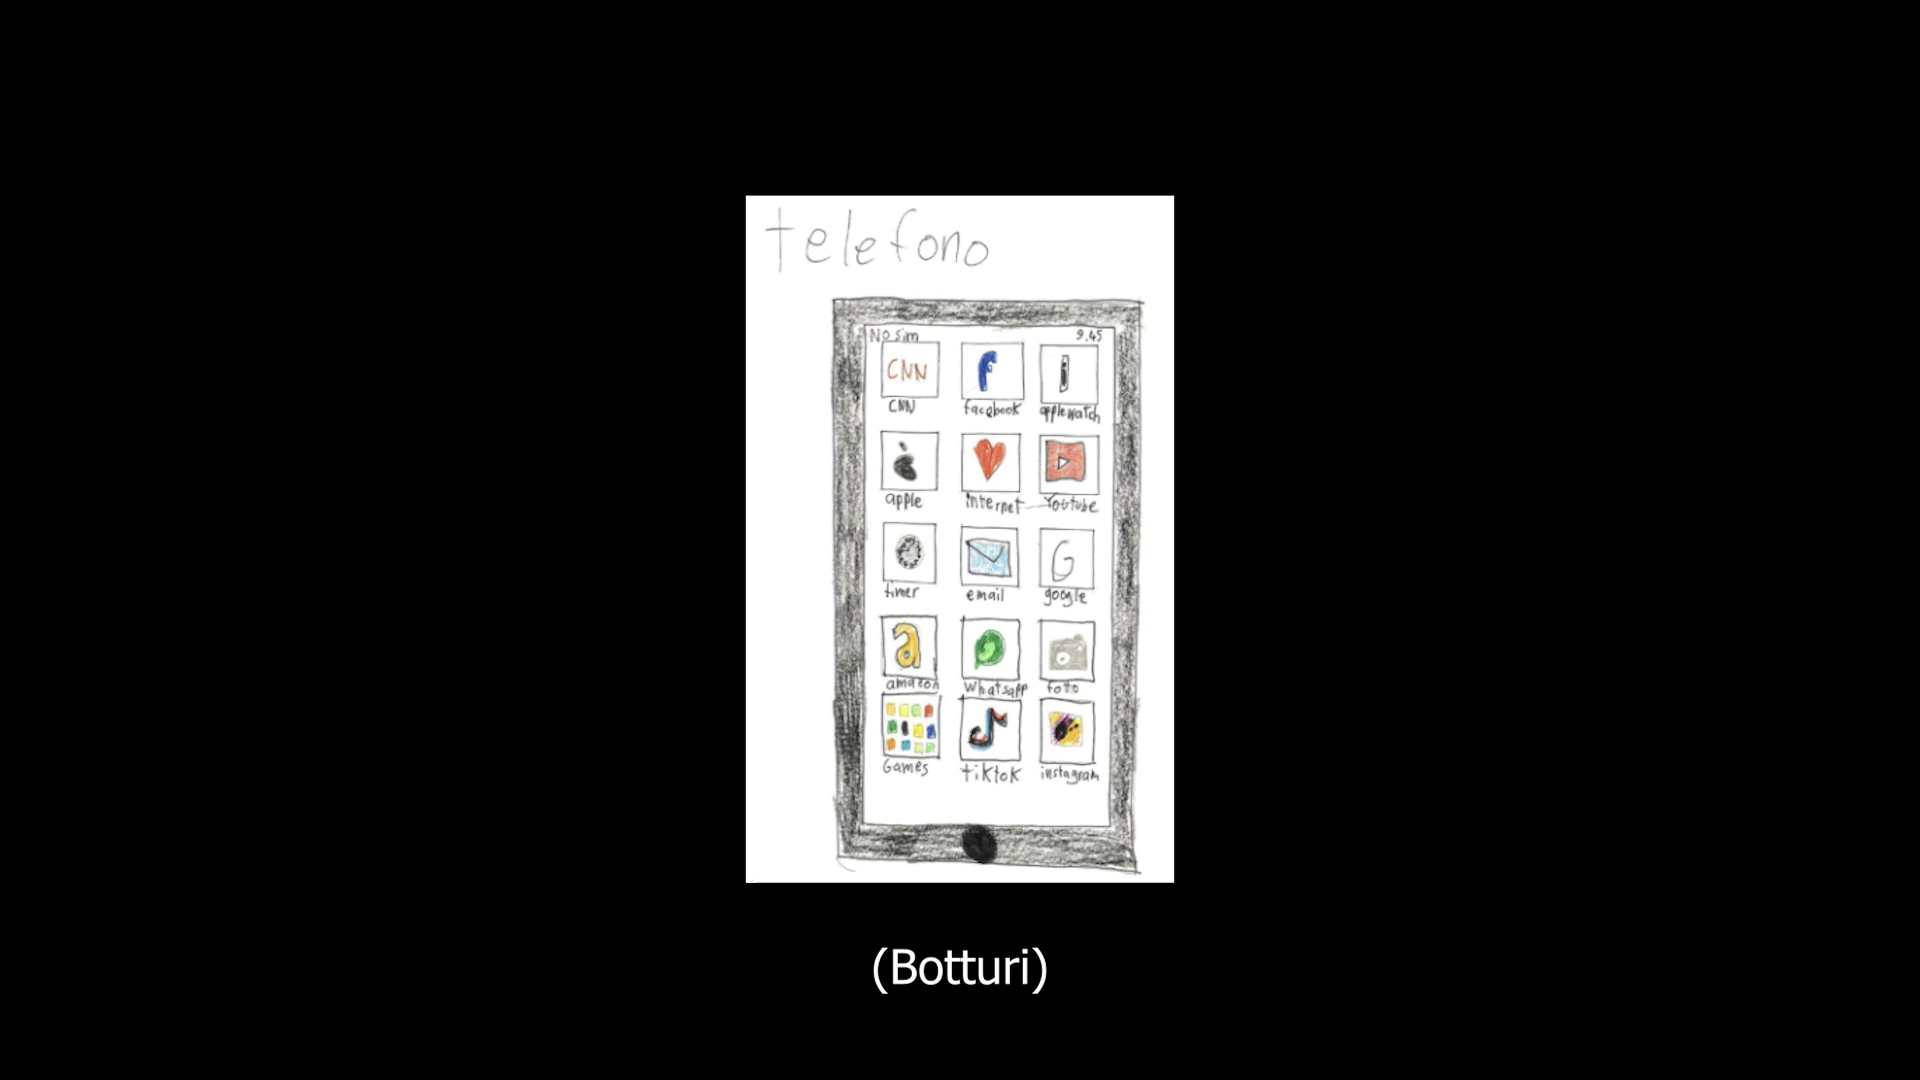 telefono
No sim 9.45
CNN f
CNN facebook applewatch
apple internet Youtube
G
timer email google
a
amazon Whatsapp foto
Games tiktok instagram
(Botturi)